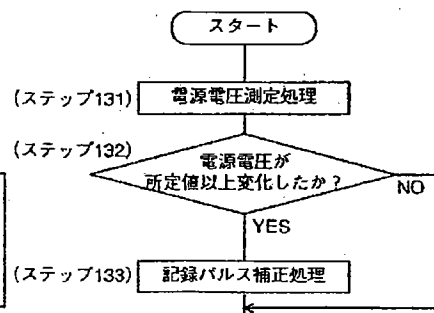 スタート
(ステップ131)
電源電圧測定処理
(ステップ132)
電源電圧が
所定値以上変化したか?
NO
YES
(ステップ133)
記録パルス補正処理